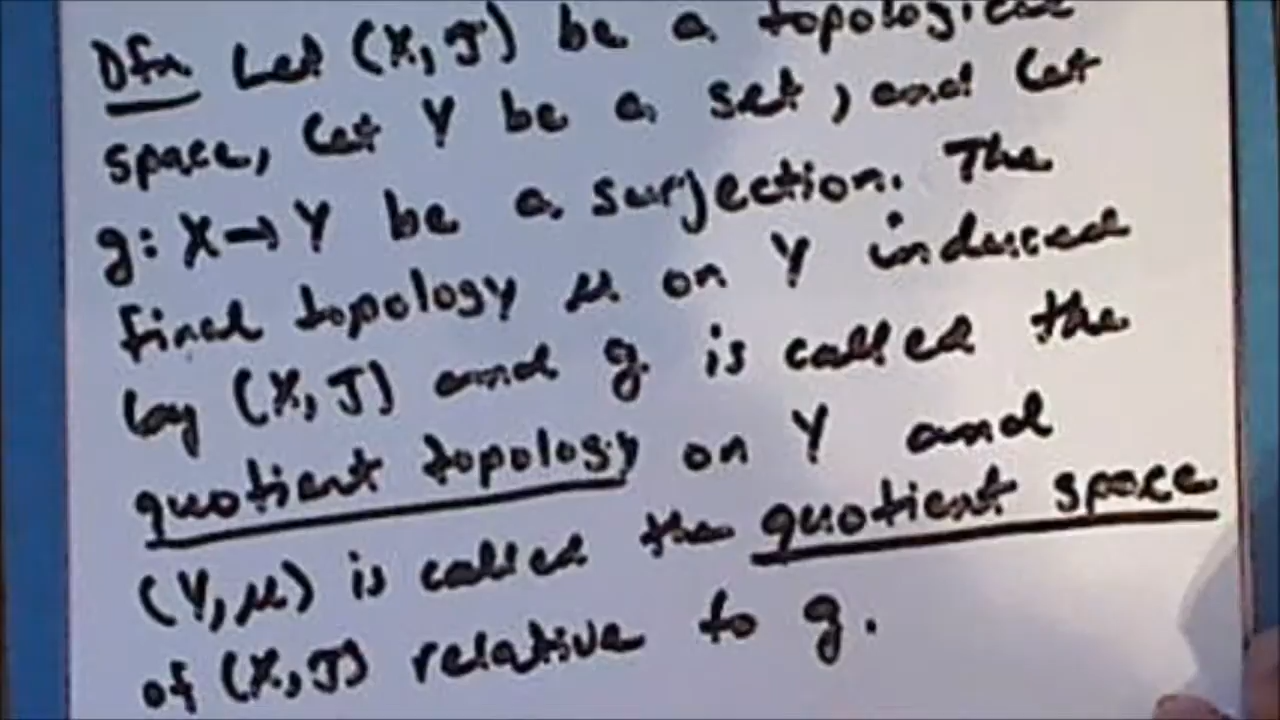 Dfn Let (X, J) be a topological
space, let Y be a set, and let
g: X → Y be a surjection. The
final topology μ on Y induced
by (X, J) and g is called the
quotient topology on Y and
(Y, μ) is called the quotient space
of (X, J) relative to g.